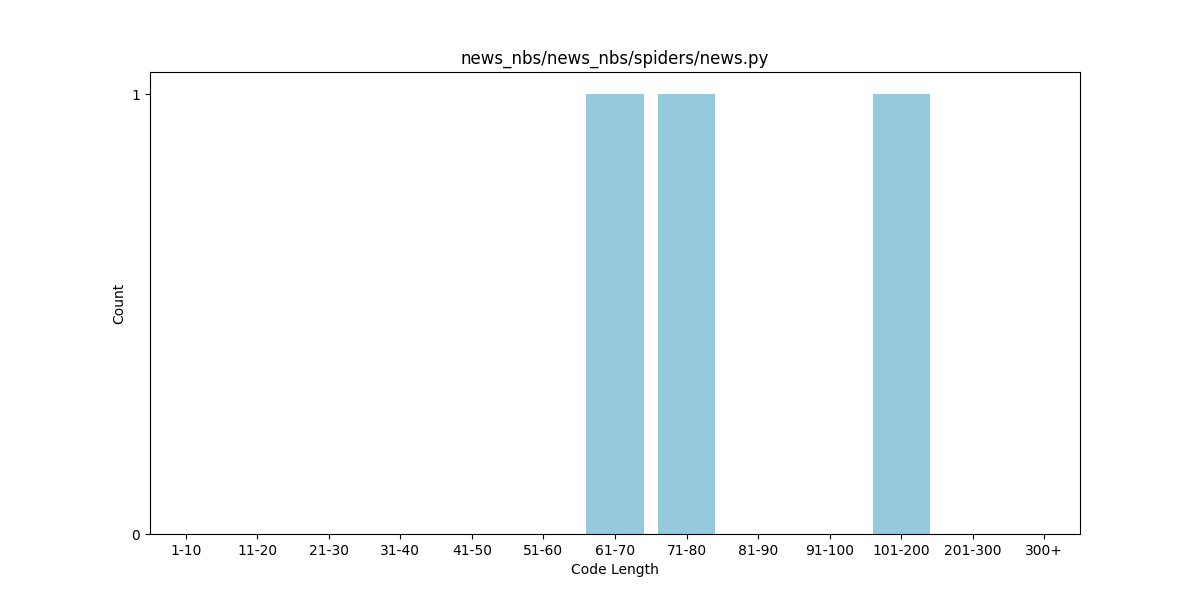 news_nbs/news_nbs/spiders/news.py
Count
1
0
1-10 11-20 21-30 31-40 41-50 51-60 61-70 71-80 81-90 91-100 101-200 201-300 300+
Code Length